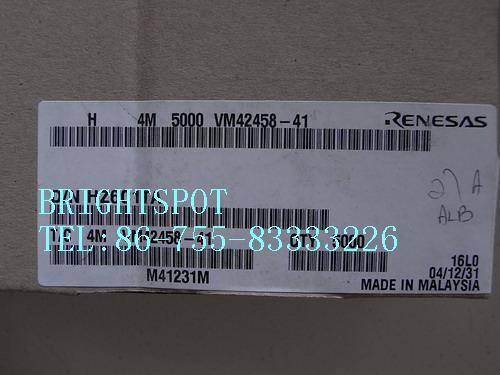 H 4M 5000 VM42458-41
RENESAS
27 A
ALB
BRIGHTSPOT
TEL:86-755-83333226
16L0
M41231M
04/12/31
MADE IN MALAYSIA